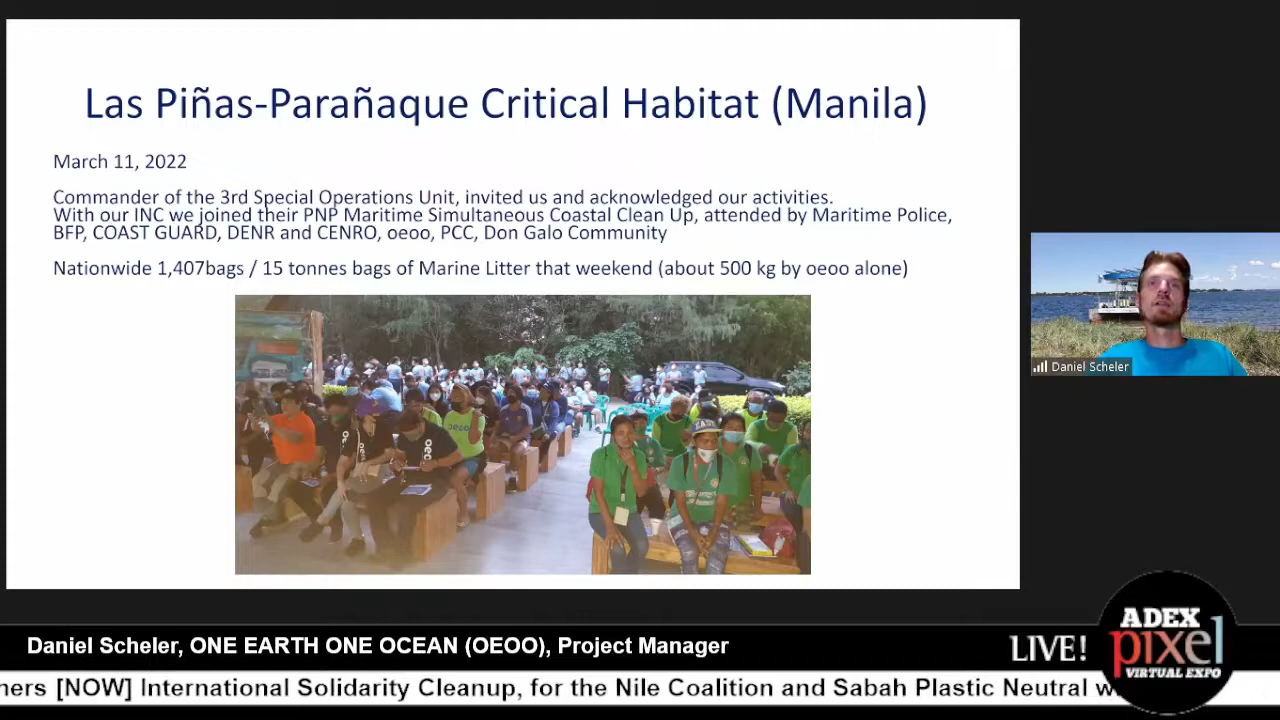 Las Piñas-Parañaque Critical Habitat (Manila)
March 11, 2022
Commander of the 3rd Special Operations Unit, invited us and acknowledged our activities.
With our INC we joined their PNP Maritime Simultaneous Coastal Clean Up, attended by Maritime Police,
BFP, COAST GUARD, DENR and CENRO, oeoo, PCC, Don Galo Community
Nationwide 1,407bags / 15 tonnes bags of Marine Litter that weekend (about 500 kg by oeoo alone)
oeoo
Daniel Scheler
Daniel Scheler, ONE EARTH ONE OCEAN (OEOO), Project Manager
LIVE!
ADEX
pixel
VIRTUAL EXPO
ners [NOW] International Solidarity Cleanup, for the Nile Coalition and Sabah Plastic Neutral w